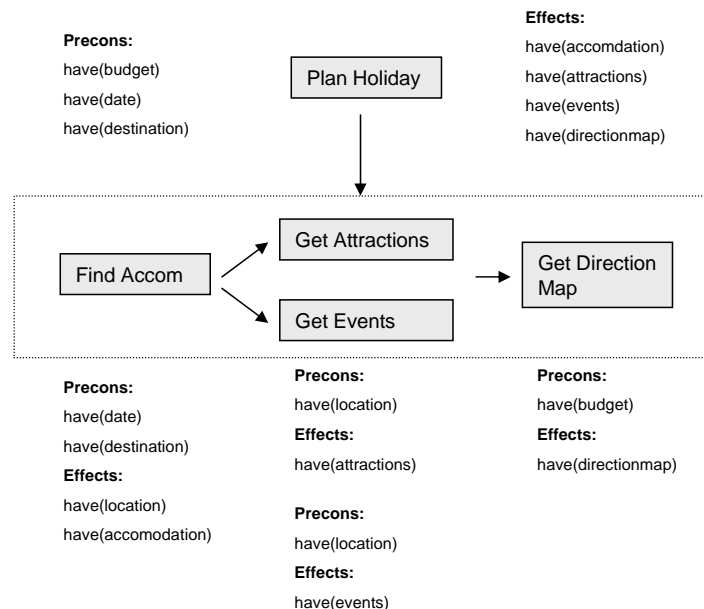 Precons:
have(budget)
have(date)
have(destination)
Plan Holiday
Effects:
have(accomdation)
have(attractions)
have(events)
have(directionmap)
Find Accom
Get Attractions
Get Events
Get Direction
Map
Precons:
have(date)
have(destination)
Effects:
have(location)
have(accomodation)
Precons:
have(location)
Effects:
have(attractions)
Precons:
have(location)
Effects:
have(events)
Precons:
have(budget)
Effects:
have(directionmap)